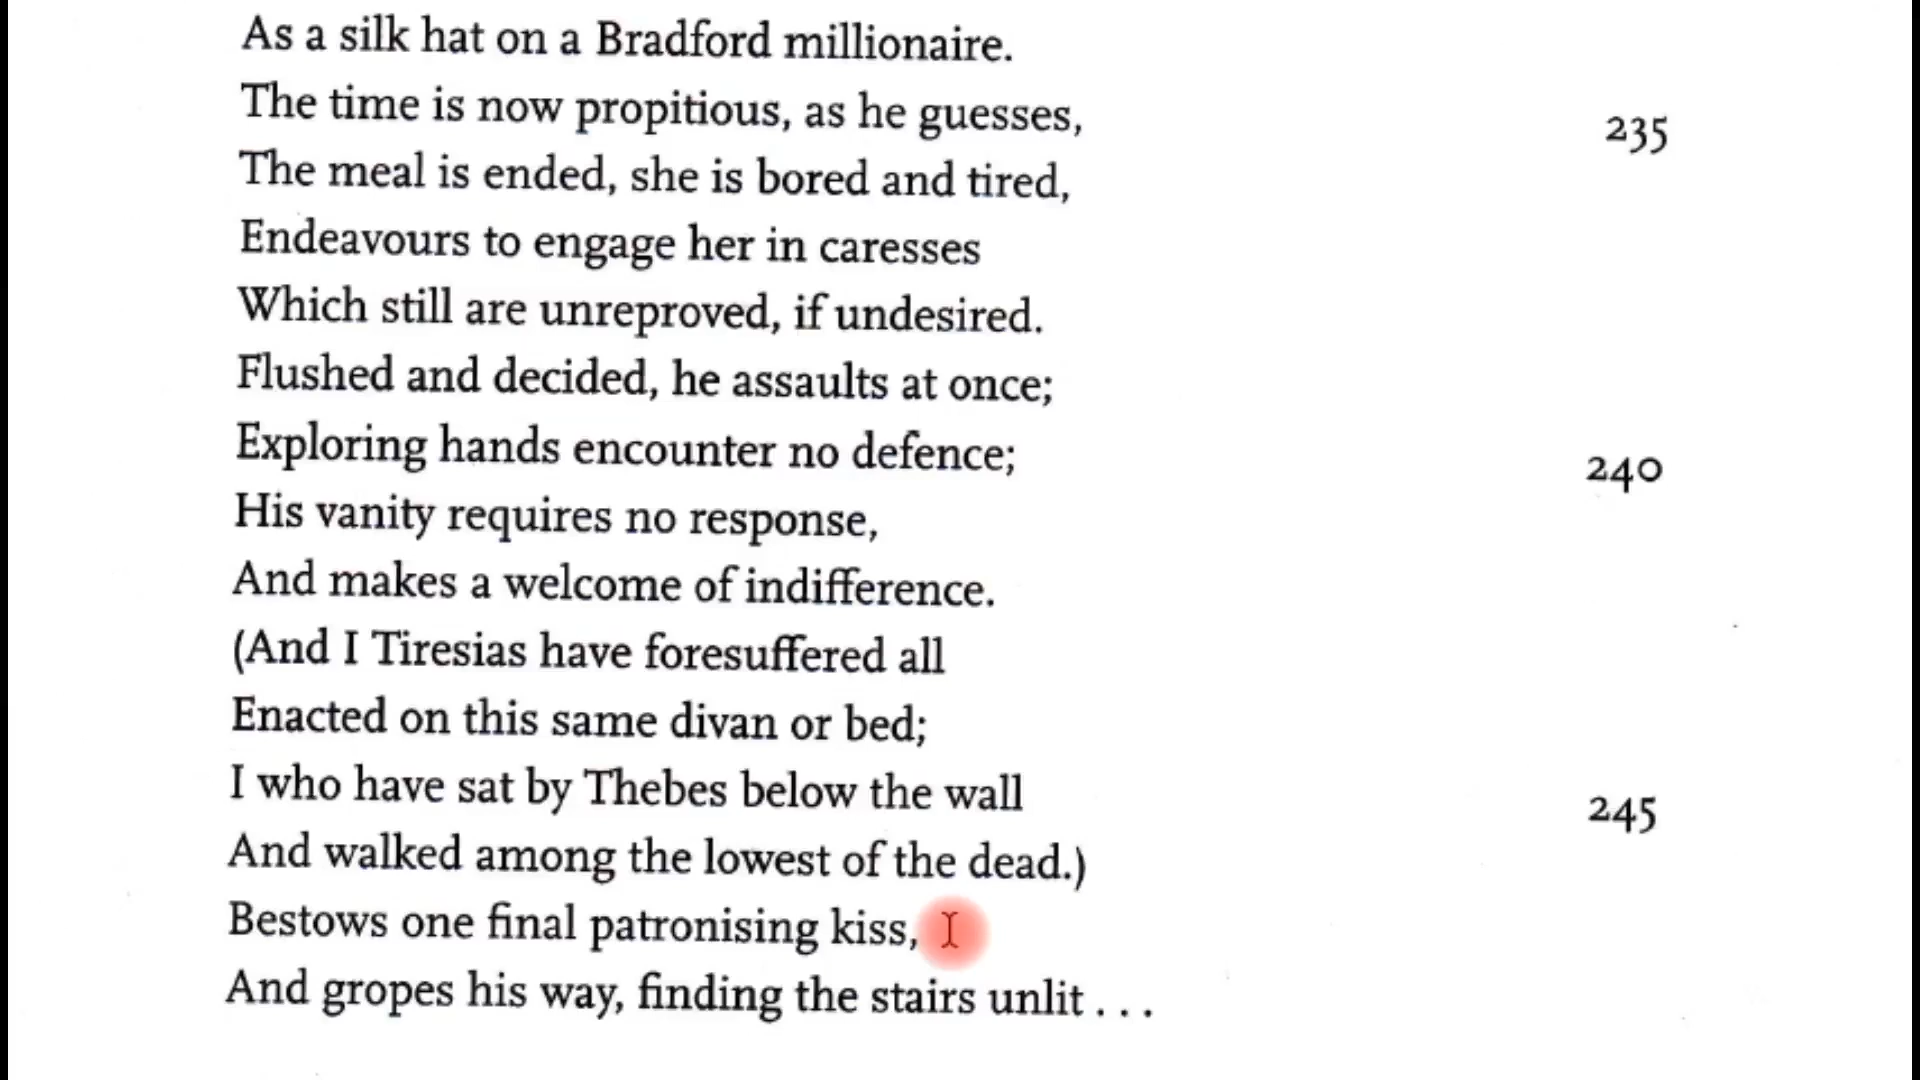 As a silk hat on a Bradford millionaire.
The time is now propitious, as he guesses, 235
The meal is ended, she is bored and tired,
Endeavours to engage her in caresses
Which still are unreproved, if undesired.
Flushed and decided, he assaults at once;
Exploring hands encounter no defence; 240
His vanity requires no response,
And makes a welcome of indifference.
(And I Tiresias have foresuffered all
Enacted on this same divan or bed;
I who have sat by Thebes below the wall 245
And walked among the lowest of the dead.)
Bestows one final patronising kiss,
And gropes his way, finding the stairs unlit . . .